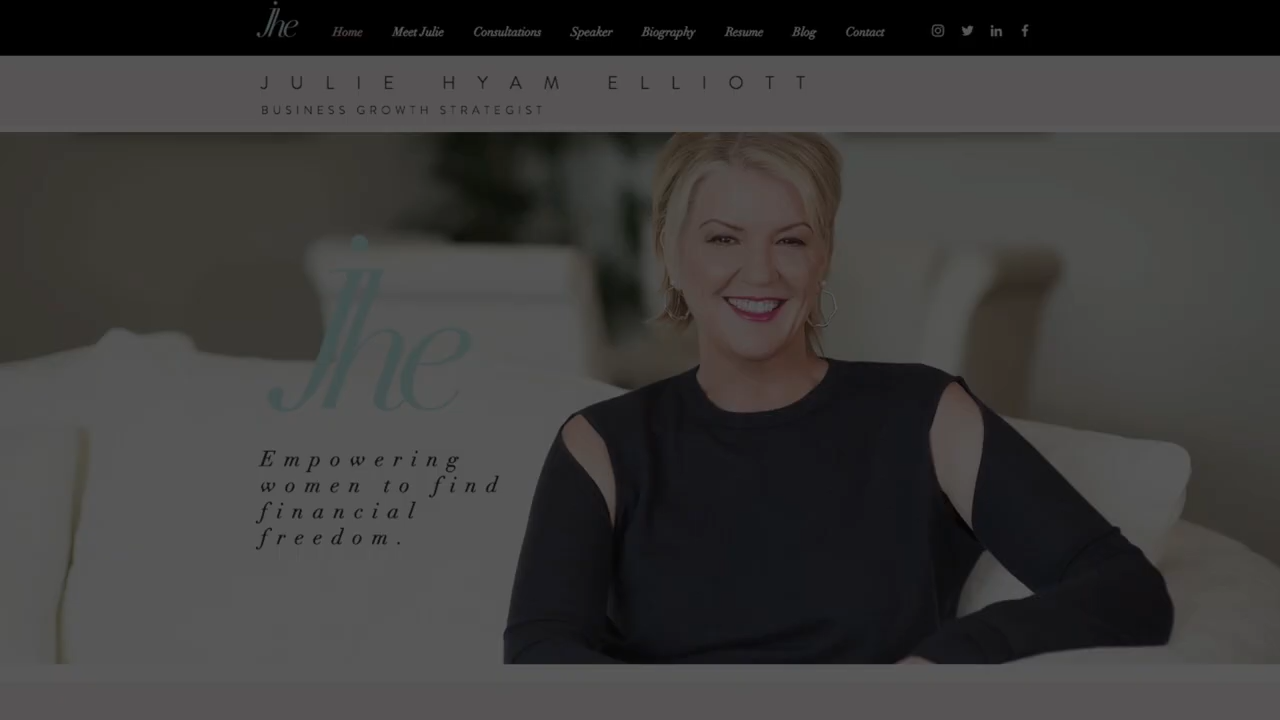 jhe
Home Meet Julie Consultations Speaker Biography Resume Blog Contact
JULIE HYAM ELLIOTT
BUSINESS GROWTH STRATEGIST
jhe
Empowering
women to find
financial
freedom.